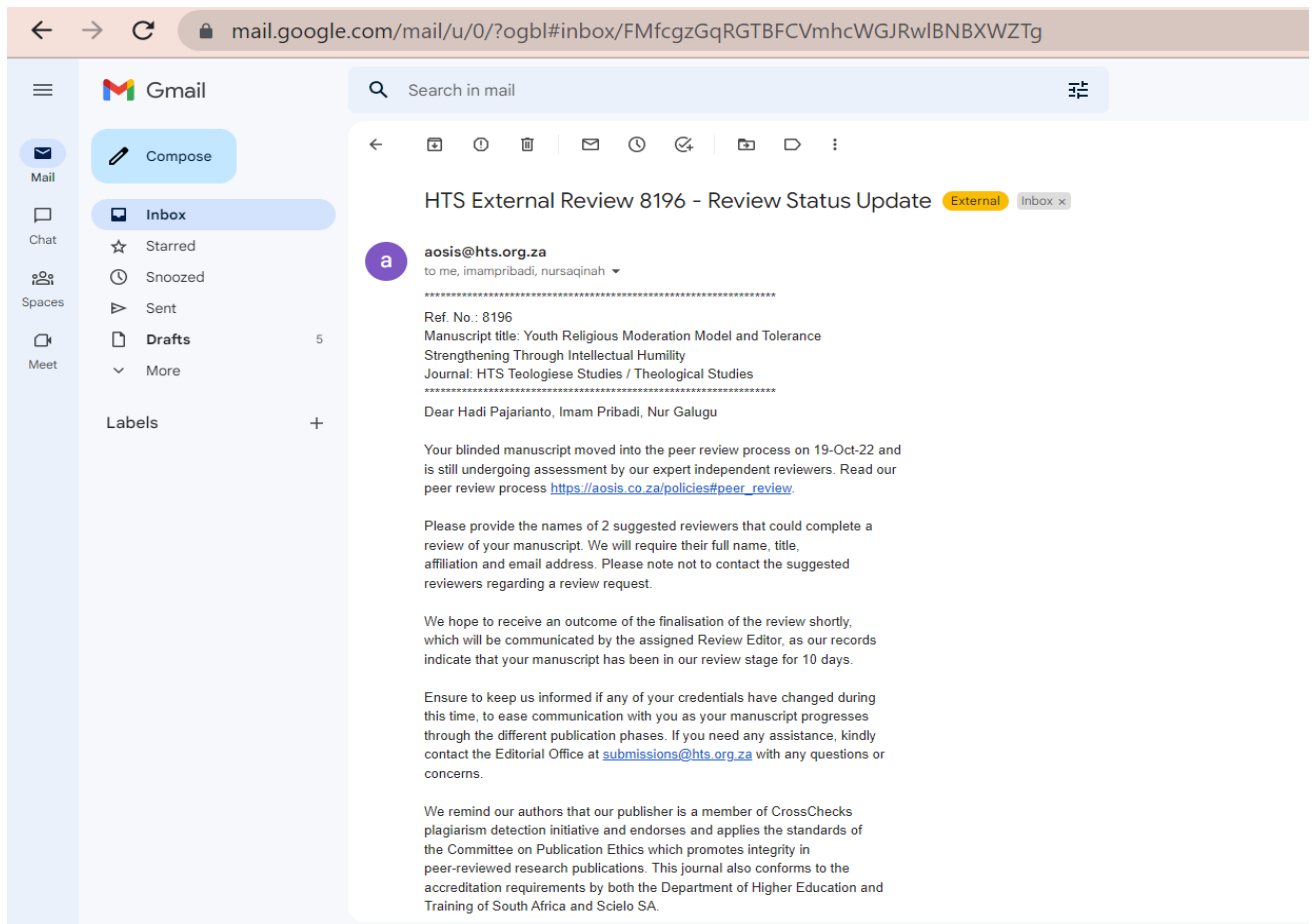 mail.google.com/mail/u/0/?ogbl#inbox/FMfcgzGqRGTBFCVmhcWGJRwlBNBXWZTg
Gmail
Search in mail
Compose
Mail
Inbox
Chat
Starred
Snoozed
Spaces
Sent
Drafts 5
Meet
More
Labels
HTS External Review 8196 - Review Status Update External Inbox x
a
aosis@hts.org.za
to me, imampribadi, nursaqinah
******************************************************************
Ref. No.: 8196
Manuscript title: Youth Religious Moderation Model and Tolerance
Strengthening Through Intellectual Humility
Journal: HTS Teologiese Studies / Theological Studies
******************************************************************
Dear Hadi Pajarianto, Imam Pribadi, Nur Galugu
Your blinded manuscript moved into the peer review process on 19-Oct-22 and
is still undergoing assessment by our expert independent reviewers. Read our
peer review process https://aosis.co.za/policies#peer_review.
Please provide the names of 2 suggested reviewers that could complete a
review of your manuscript. We will require their full name, title,
affiliation and email address. Please note not to contact the suggested
reviewers regarding a review request.
We hope to receive an outcome of the finalisation of the review shortly,
which will be communicated by the assigned Review Editor, as our records
indicate that your manuscript has been in our review stage for 10 days.
Ensure to keep us informed if any of your credentials have changed during
this time, to ease communication with you as your manuscript progresses
through the different publication phases. If you need any assistance, kindly
contact the Editorial Office at submissions@hts.org.za with any questions or
concerns.
We remind our authors that our publisher is a member of CrossChecks
plagiarism detection initiative and endorses and applies the standards of
the Committee on Publication Ethics which promotes integrity in
peer-reviewed research publications. This journal also conforms to the
accreditation requirements by both the Department of Higher Education and
Training of South Africa and Scielo SA.